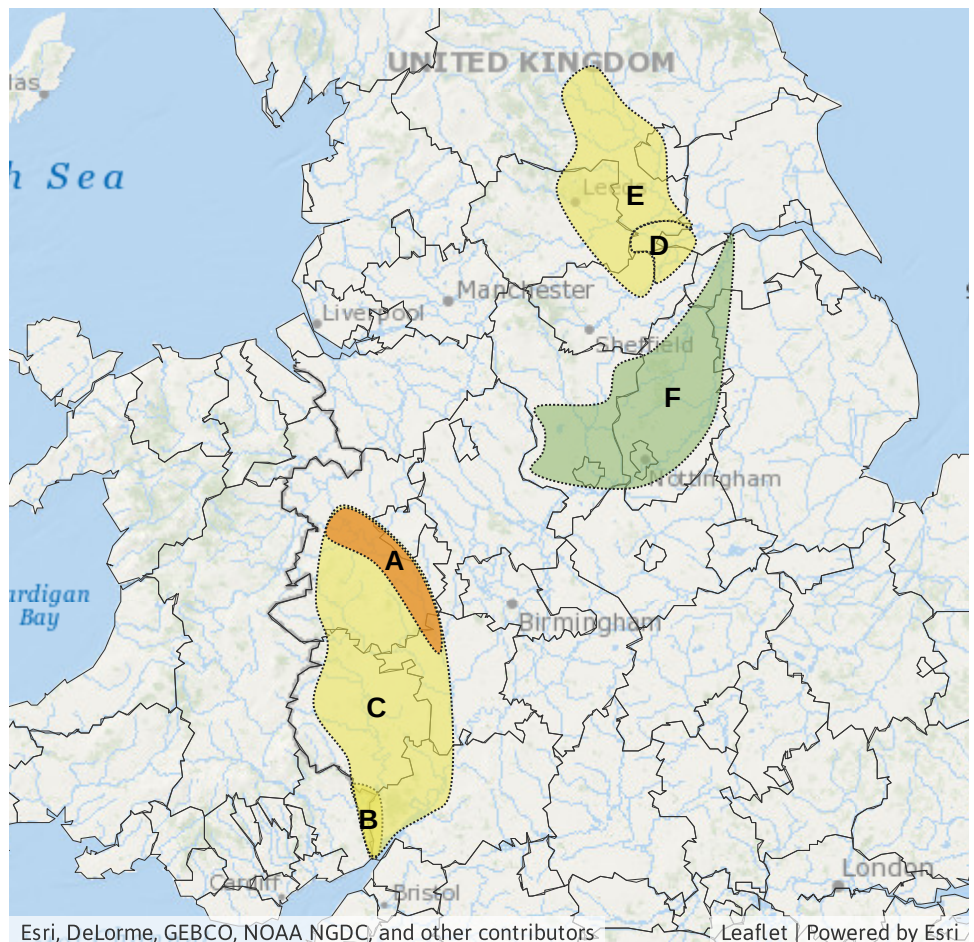 UNITED KINGDOM
las
h Sea
Leeds
E
D
Manchester
Liverpool
Sheffield
F
Nottingham
A
ardigan
Bay
Birmingham
C
B
London
Cardiff
Bristol
Esri, DeLorme, GEBCO, NOAA NGDC, and other contributors
Leaflet | Powered by Esri